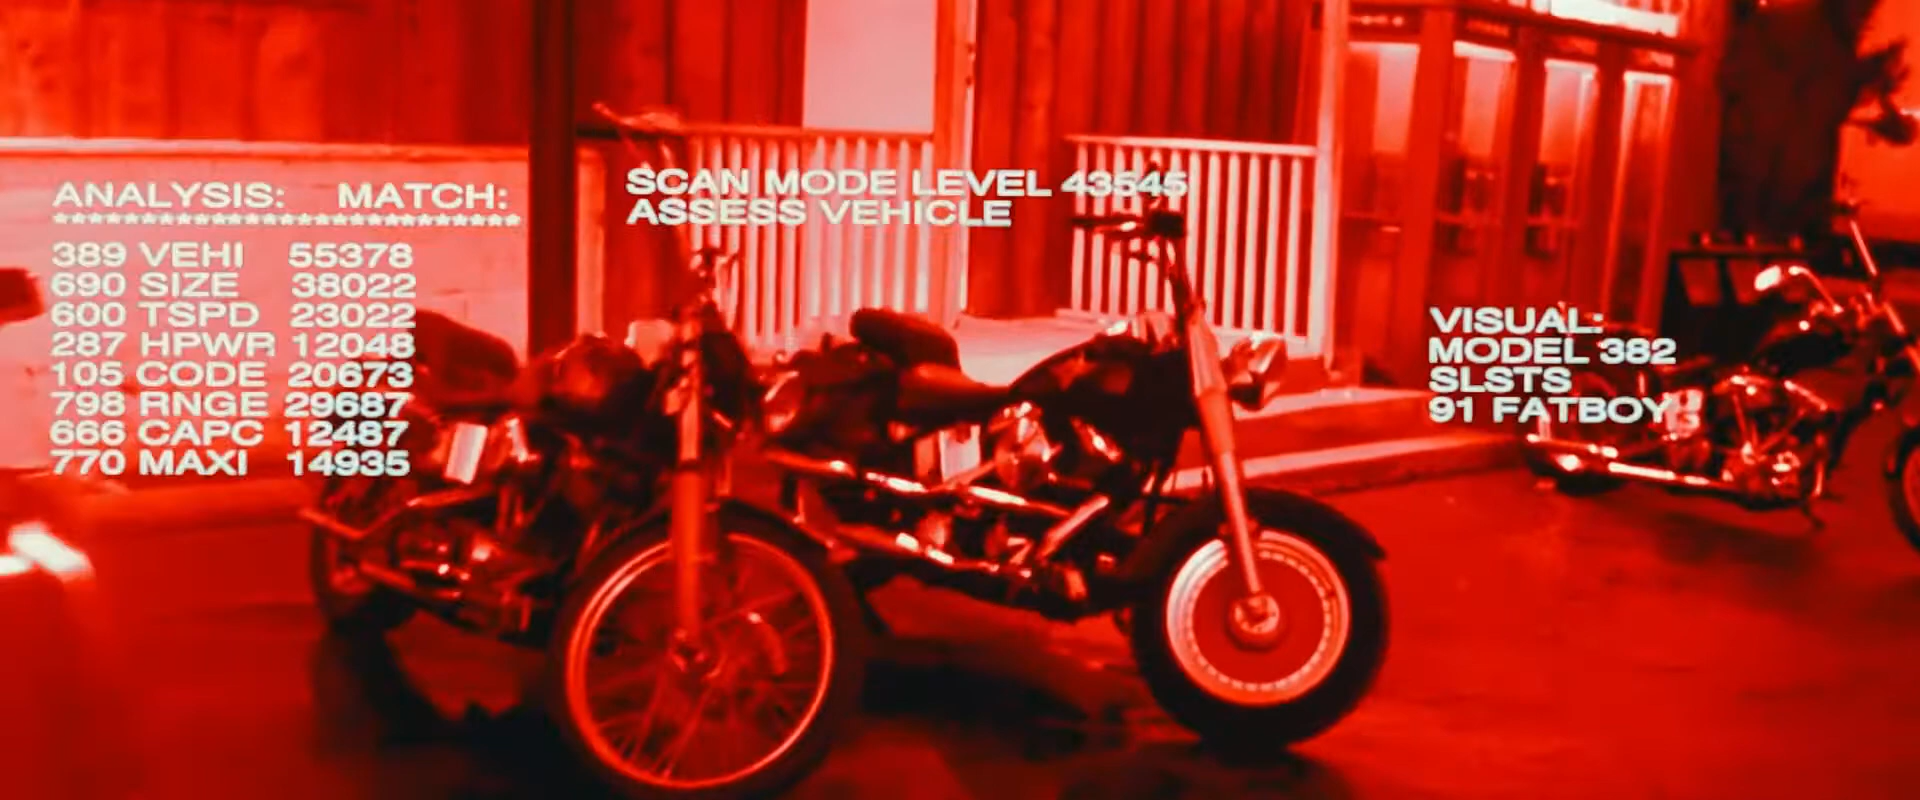 ANALYSIS: MATCH:
*************************
389 VEHI 55378
690 SIZE 38022
600 TSPD 23022
287 HPWR 12048
105 CODE 20673
798 RNGE 29687
666 CAPC 12487
770 MAXI 14935
SCAN MODE LEVEL 43545
ASSESS VEHICLE
VISUAL:
MODEL 382
SLSTS
91 FATBOY